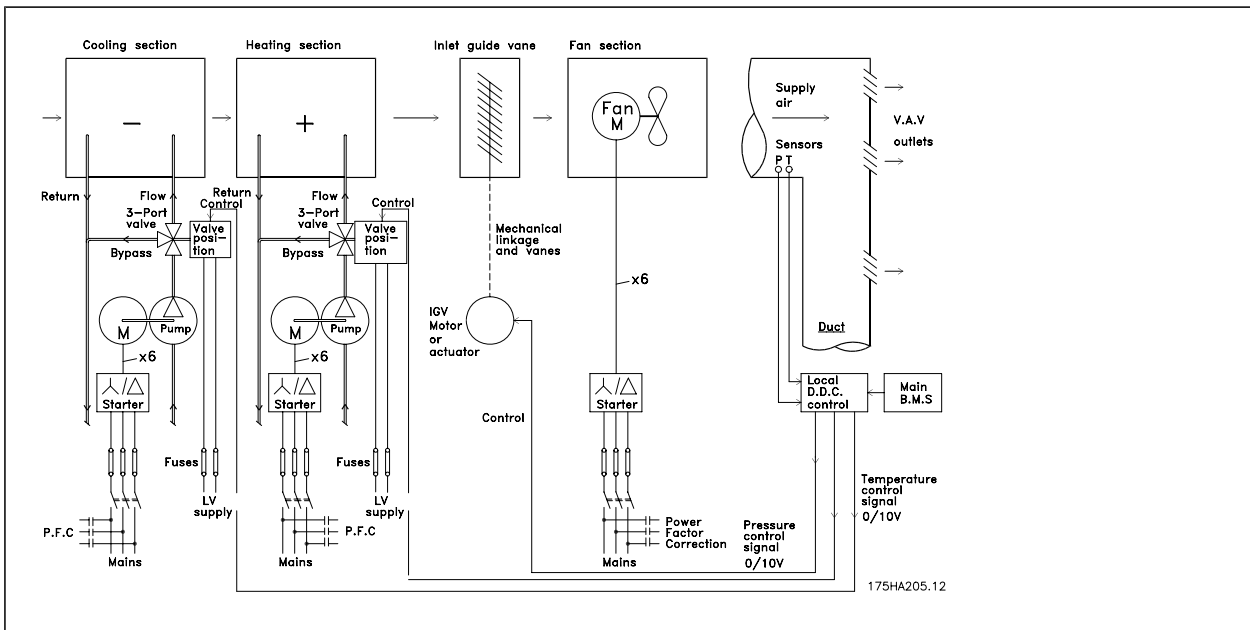 Cooling section
Heating section
Inlet guide vane
Fan section
−
+
Fan
M
Supply
air
Sensors
P T
V.A.V
outlets
Return
Flow
3-Port
valve
Bypass
Control
Valve
posi-
tion
Return
Flow
3-Port
valve
Bypass
Control
Valve
posi-
tion
Mechanical
linkage
and vanes
x6
M
Pump
x6
Starter
M
Pump
x6
Starter
IGV
Motor
or
actuator
Starter
Duct
Local
D.D.C.
control
Main
B.M.S
Control
Fuses
LV
supply
Fuses
LV
supply
P.F.C
Mains
P.F.C
Mains
Power
Factor
Correction
Mains
Pressure
control
signal
0/10V
Temperature
control
signal
0/10V
175HA205.12